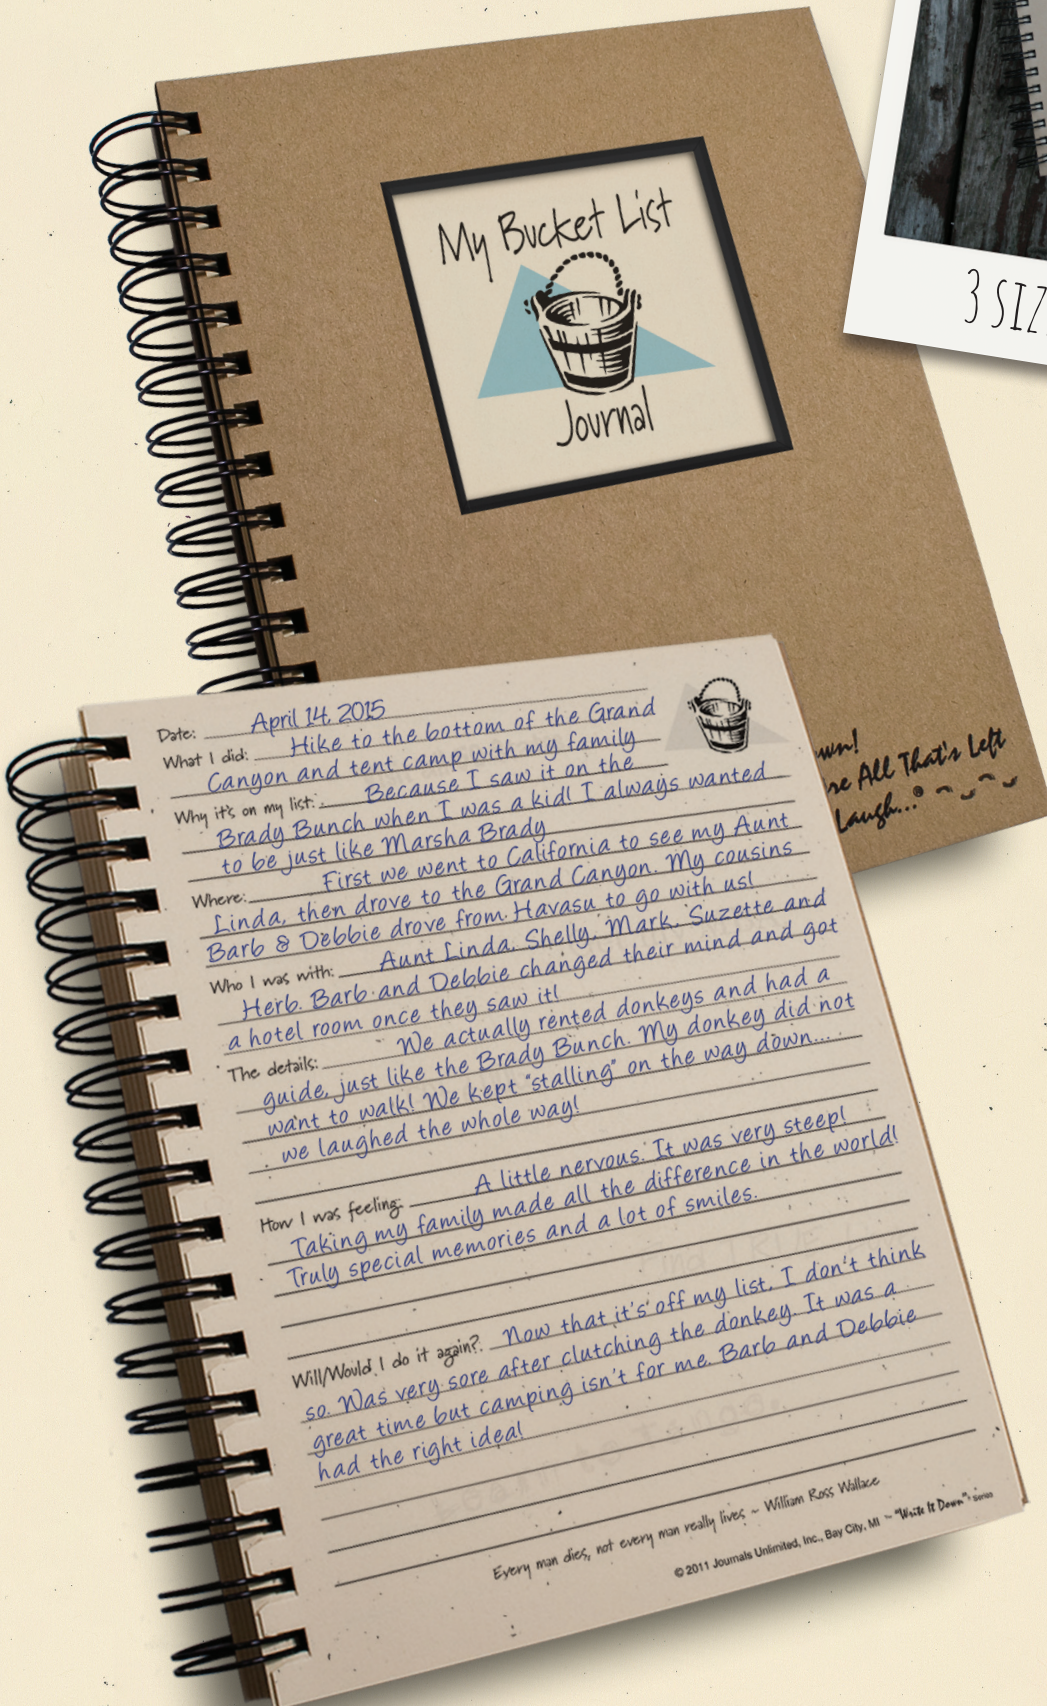 My Bucket List
Journal
3 SIZ
wn!
re All That's Left
Laugh...®
Date: April 14, 2015
What I did: Hike to the bottom of the Grand
Canyon and tent camp with my family
Why it's on my list: Because I saw it on the
Brady Bunch when I was a kid! I always wanted
to be just like Marsha Brady
Where: First we went to California to see my Aunt
Linda, then drove to the Grand Canyon. My cousins
Barb & Debbie drove from Havasu to go with us!
Who I was with: Aunt Linda, Shelly, Mark, Suzette and
Herb. Barb and Debbie changed their mind and got
a hotel room once they saw it!
The details: We actually rented donkeys and had a
guide, just like the Brady Bunch. My donkey did not
want to walk! We kept "stalling" on the way down...
we laughed the whole way!
How I was feeling: A little nervous. It was very steep!
Taking my family made all the difference in the world!
Truly special memories and a lot of smiles.
Will/Would I do it again?: Now that it's off my list, I don't think
so. Was very sore after clutching the donkey. It was a
great time but camping isn't for me. Barb and Debbie
had the right idea!
Every man dies, not every man really lives ~ William Ross Wallace
© 2011 Journals Unlimited, Inc., Bay City, MI ~ "Write It Down"® Series